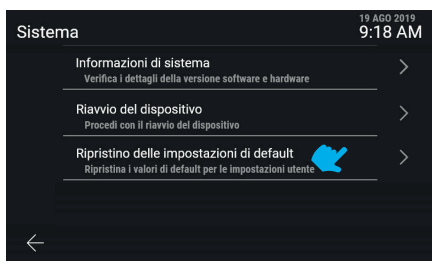 Sistema
19 AGO 2019
9:18 AM
Informazioni di sistema
Verifica i dettagli della versione software e hardware
Riavvio del dispositivo
Procedi con il riavvio del dispositivo
Ripristino delle impostazioni di default
Ripristina i valori di default per le impostazioni utente